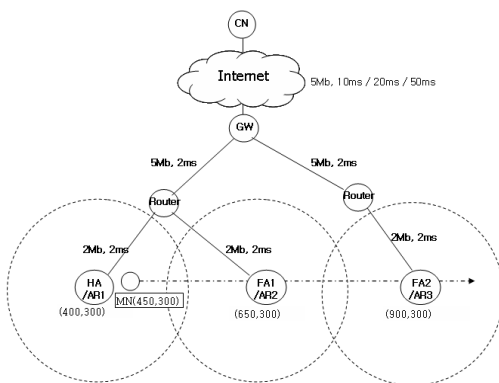 CN
Internet
5Mb, 10ms / 20ms / 50ms
GW
5Mb, 2ms
5Mb, 2ms
Router
Router
2Mb, 2ms
2Mb, 2ms
2Mb, 2ms
HA
/AR1
MN(450,300)
FA1
/AR2
FA2
/AR3
(400,300)
(650,300)
(900,300)